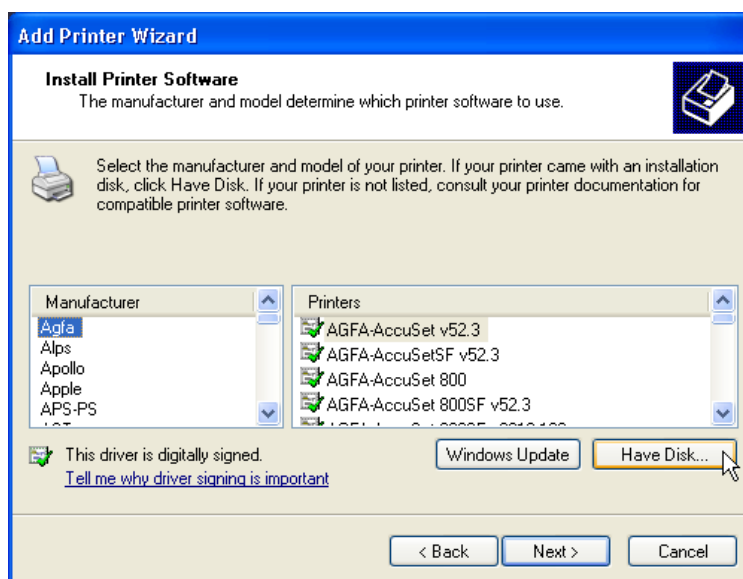 Add Printer Wizard
Install Printer Software
The manufacturer and model determine which printer software to use.
Select the manufacturer and model of your printer. If your printer came with an installation
disk, click Have Disk. If your printer is not listed, consult your printer documentation for
compatible printer software.
Manufacturer
Agfa
Alps
Apollo
Apple
APS-PS
Printers
AGFA-AccuSet v52.3
AGFA-AccuSetSF v52.3
AGFA-AccuSet 800
AGFA-AccuSet 800SF v52.3
This driver is digitally signed.
Tell me why driver signing is important
Windows Update
Have Disk...
< Back
Next >
Cancel